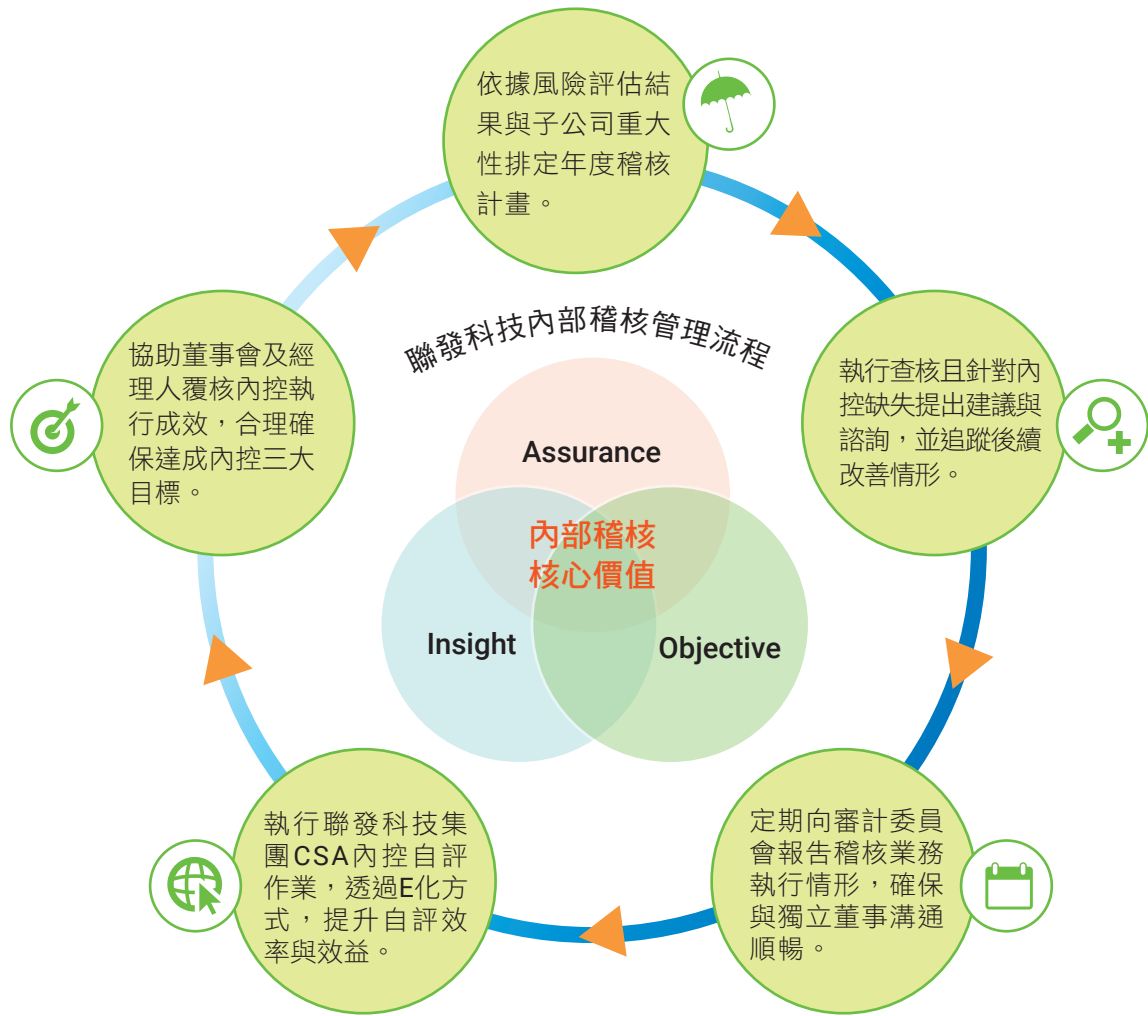 依據風險評估結
果與子公司重大
性排定年度稽核
計畫。
聯發科技內部稽核管理流程
協助董事會及經
理人覆核內控執
行成效，合理確
保達成內控三大
目標。
執行查核且針對內
控缺失提出建議與
諮詢，並追蹤後續
改善情形。
Assurance
內部稽核
核心價值
Insight
Objective
執行聯發科技集
團CSA內控自評
作業，透過E化方
式，提升自評效
率與效益。
定期向審計委員
會報告稽核業務
執行情形，確保
與獨立董事溝通
順暢。